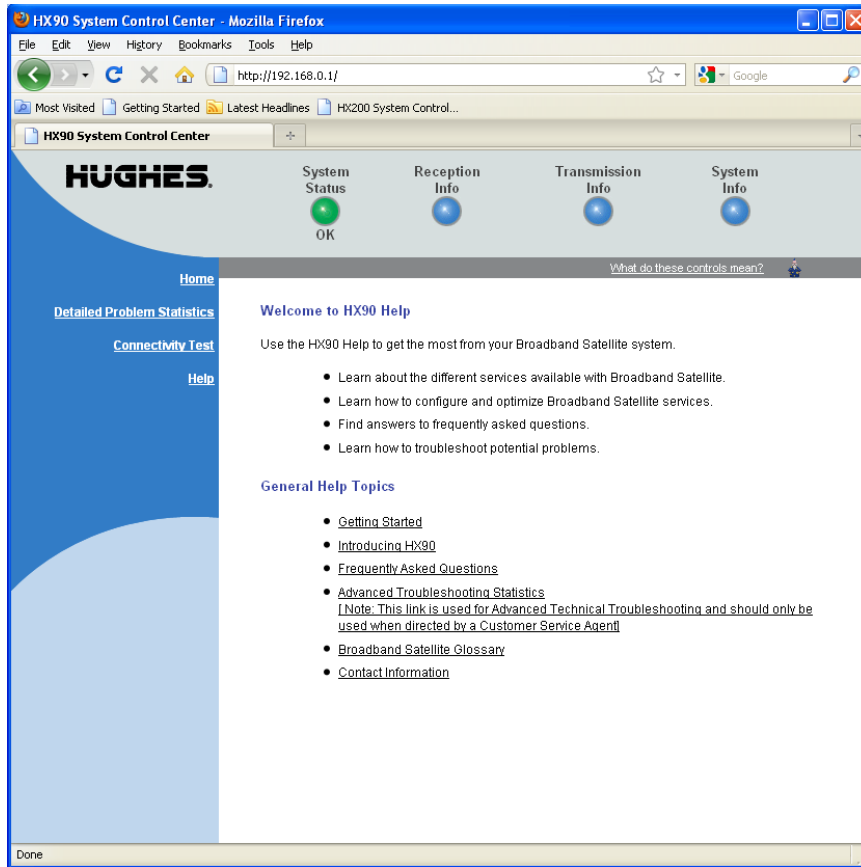 HX90 System Control Center - Mozilla Firefox
File Edit View History Bookmarks Tools Help
http://192.168.0.1/
Google
Most Visited Getting Started Latest Headlines HX200 System Control...
HX90 System Control Center
HUGHES.
System Status
OK
Reception Info
Transmission Info
System Info
What do these controls mean?
Home
Detailed Problem Statistics
Connectivity Test
Help
Welcome to HX90 Help
Use the HX90 Help to get the most from your Broadband Satellite system.
Learn about the different services available with Broadband Satellite.
Learn how to configure and optimize Broadband Satellite services.
Find answers to frequently asked questions.
Learn how to troubleshoot potential problems.
General Help Topics
Getting Started
Introducing HX90
Frequently Asked Questions
Advanced Troubleshooting Statistics
[ Note: This link is used for Advanced Technical Troubleshooting and should only be
used when directed by a Customer Service Agent]
Broadband Satellite Glossary
Contact Information
Done